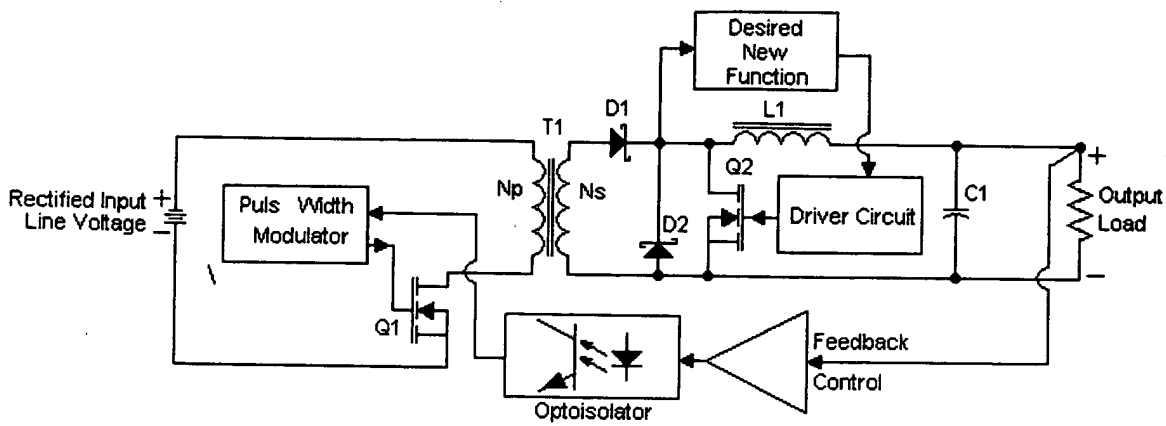 Desired
New
Function
D1
L1
T1
Q2
+
Np
Ns
Rectified Input +
Line Voltage −
Puls Width
Modulator
D2
Driver Circuit
C1
Output
Load
−
Q1
Feedback
Control
Optoisolator